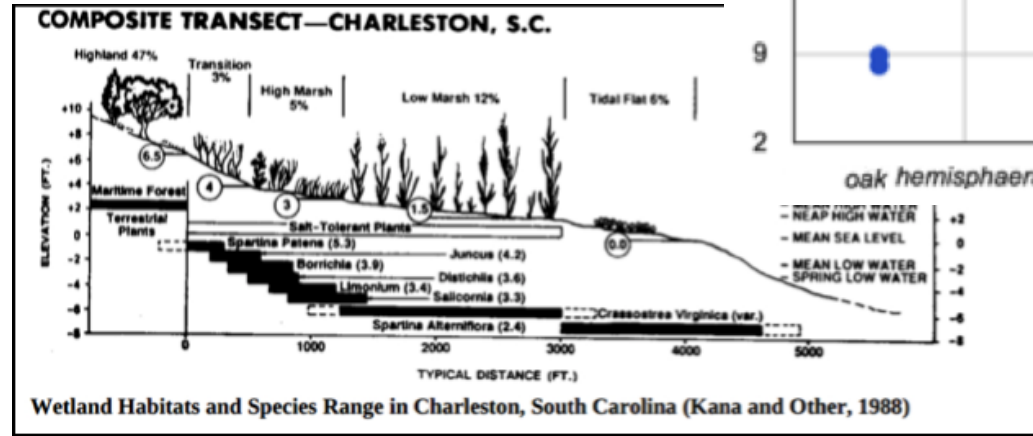 COMPOSITE TRANSECT—CHARLESTON, S.C.
Highland 47%
Transition
3%
High Marsh
5%
Low Marsh 12%
Tidal Flat 6%
9
2
oak hemisphaer
+10
+8
+6
+4
+2
0
-2
-4
-6
-8
ELEVATION (FT.)
6.5
4
3
1.5
0.0
Maritime Forest
Terrestrial
Plants
Salt-Tolerant Plants
Spartina Patens (5.3)
Juncus (4.2)
Borrichia (3.9)
Distichlis (3.6)
Limonium (3.4)
Salicornia (3.3)
Spartina Alterniflora (2.4)
Crassostrea Virginica (var.)
NEAP HIGH WATER
MEAN SEA LEVEL
MEAN LOW WATER
SPRING LOW WATER
+2
0
-2
-4
-6
-8
0
1000
2000
3000
4000
5000
TYPICAL DISTANCE (FT.)
Wetland Habitats and Species Range in Charleston, South Carolina (Kana and Other, 1988)